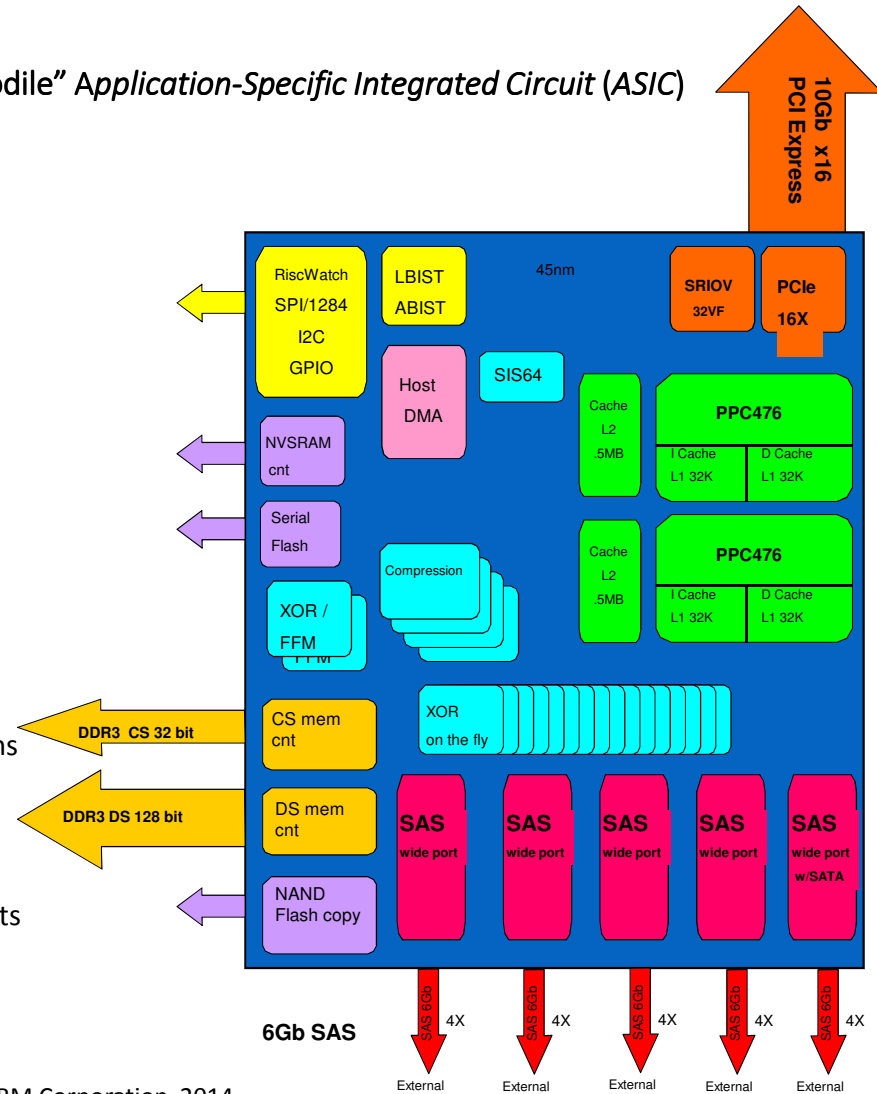 odile” Application-Specific Integrated Circuit (ASIC)
10Gb x16
PCI Express
RiscWatch
SPI/1284
I2C
GPIO
LBIST
ABIST
45nm
SRIOV
32VF
PCIe
16X
Host
DMA
SIS64
Cache
L2
.5MB
PPC476
I Cache
L1 32K
D Cache
L1 32K
NVSRAM
cnt
Serial
Flash
Compression
Cache
L2
.5MB
PPC476
I Cache
L1 32K
D Cache
L1 32K
XOR /
FFM
FFM
XOR
on the fly
CS mem
cnt
DDR3 CS 32 bit
ns
DS mem
cnt
DDR3 DS 128 bit
NAND
Flash copy
ts
SAS
wide port
SAS
wide port
SAS
wide port
SAS
wide port
SAS
wide port
w/SATA
6Gb SAS
SAS 6Gb
4X
SAS 6Gb
4X
SAS 6Gb
4X
SAS 6Gb
4X
SAS 6Gb
4X
External
External
External
External
External
BM Corporation, 2014